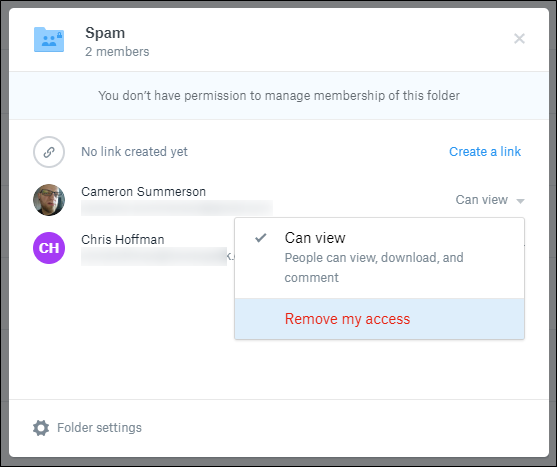 Spam
2 members
You don't have permission to manage membership of this folder
No link created yet
Create a link
Cameron Summerson
Can view
CH
Chris Hoffman
Can view
People can view, download, and
comment
Remove my access
Folder settings